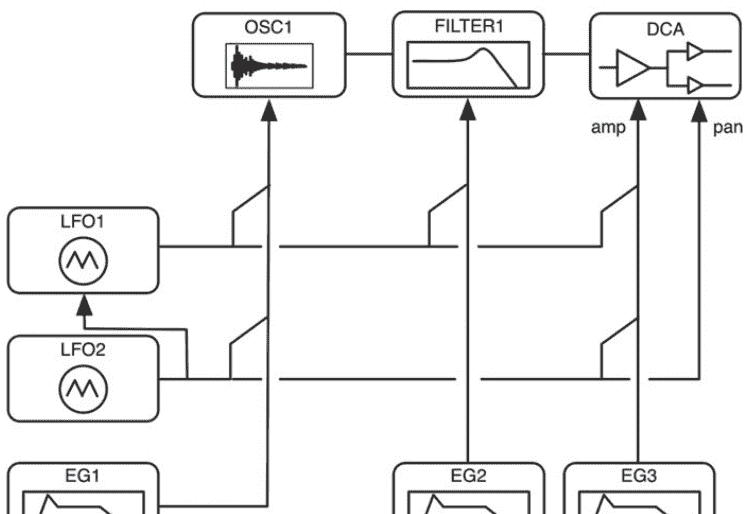 OSC1
FILTER1
DCA
amp
pan
LFO1
LFO2
EG1
EG2
EG3